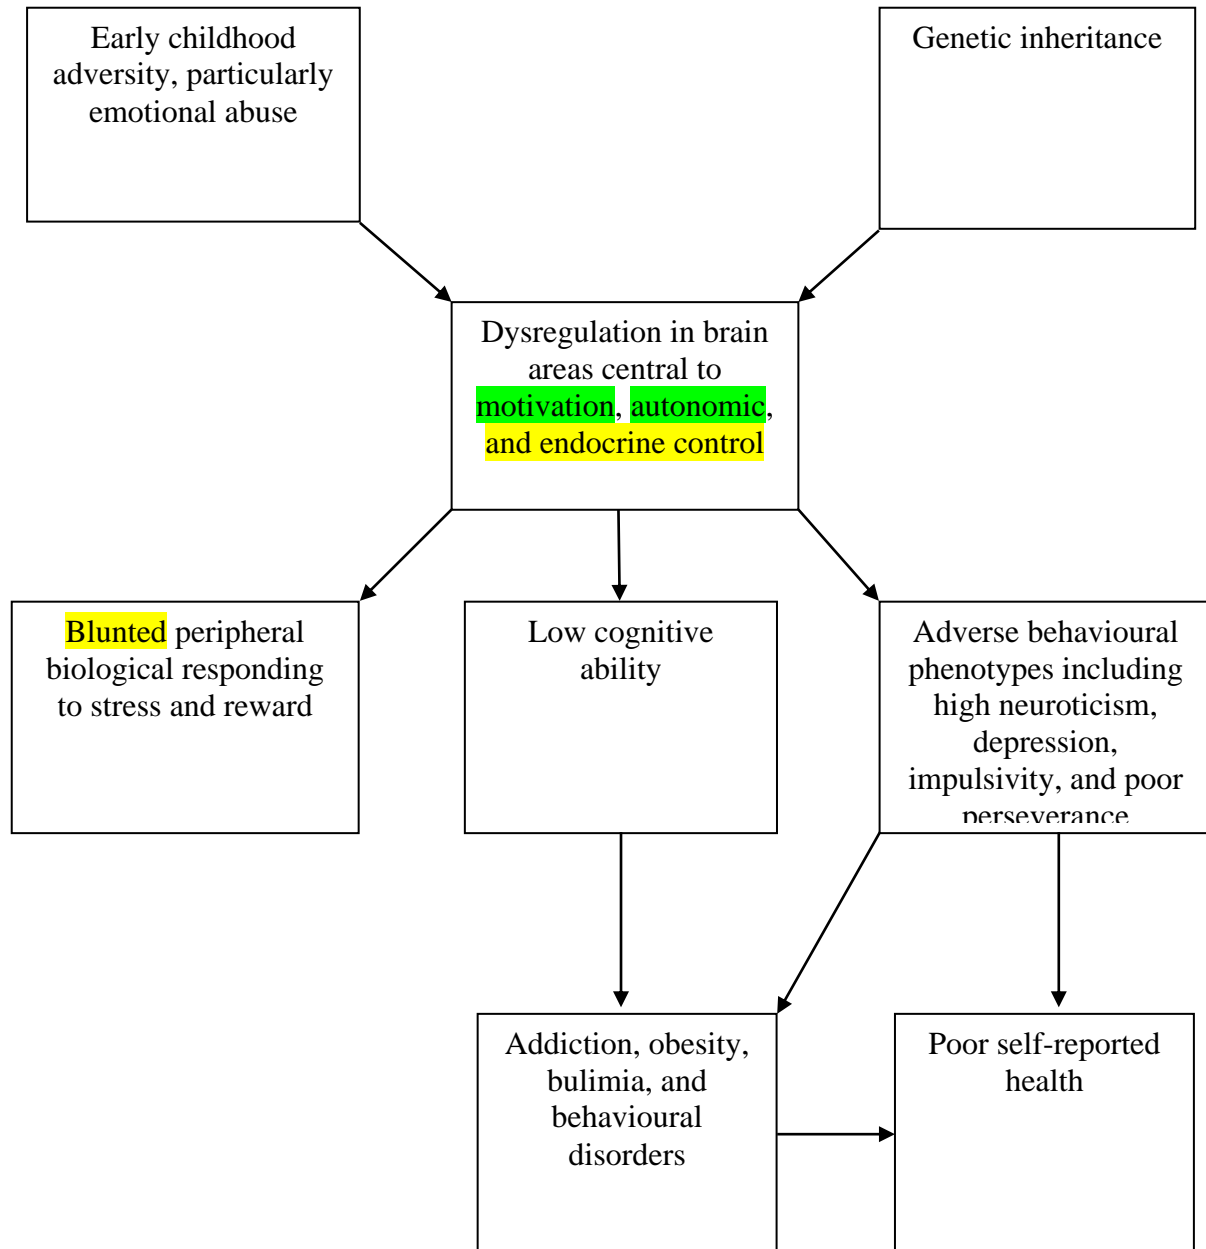 Early childhood
adversity, particularly
emotional abuse
Genetic inheritance
Dysregulation in brain
areas central to
motivation, autonomic,
and endocrine control
Blunted peripheral
biological responding
to stress and reward
Low cognitive
ability
Adverse behavioural
phenotypes including
high neuroticism,
depression,
impulsivity, and poor
perseverance
Addiction, obesity,
bulimia, and
behavioural
disorders
Poor self-reported
health